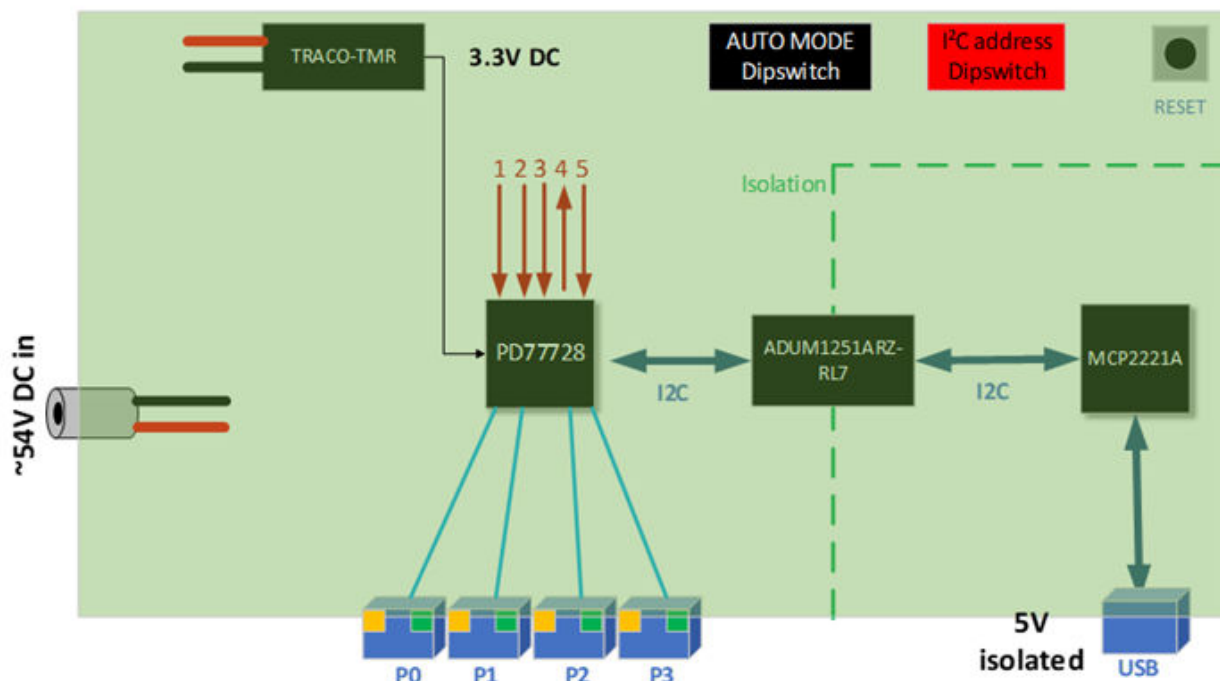 TRACO-TMR
3.3V DC
AUTO MODE
Dipswitch
I²C address
Dipswitch
RESET
1 2 3 4 5
Isolation
PD77728
I2C
ADUM1251ARZ-
RL7
I2C
MCP2221A
~54V DC in
P0
P1
P2
P3
5V
isolated
USB